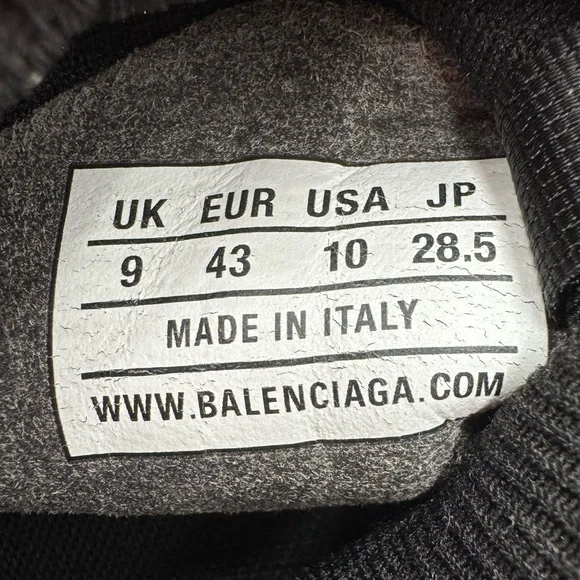 UK EUR USA JP
9 43 10 28.5
MADE IN ITALY
WWW.BALENCIAGA.COM